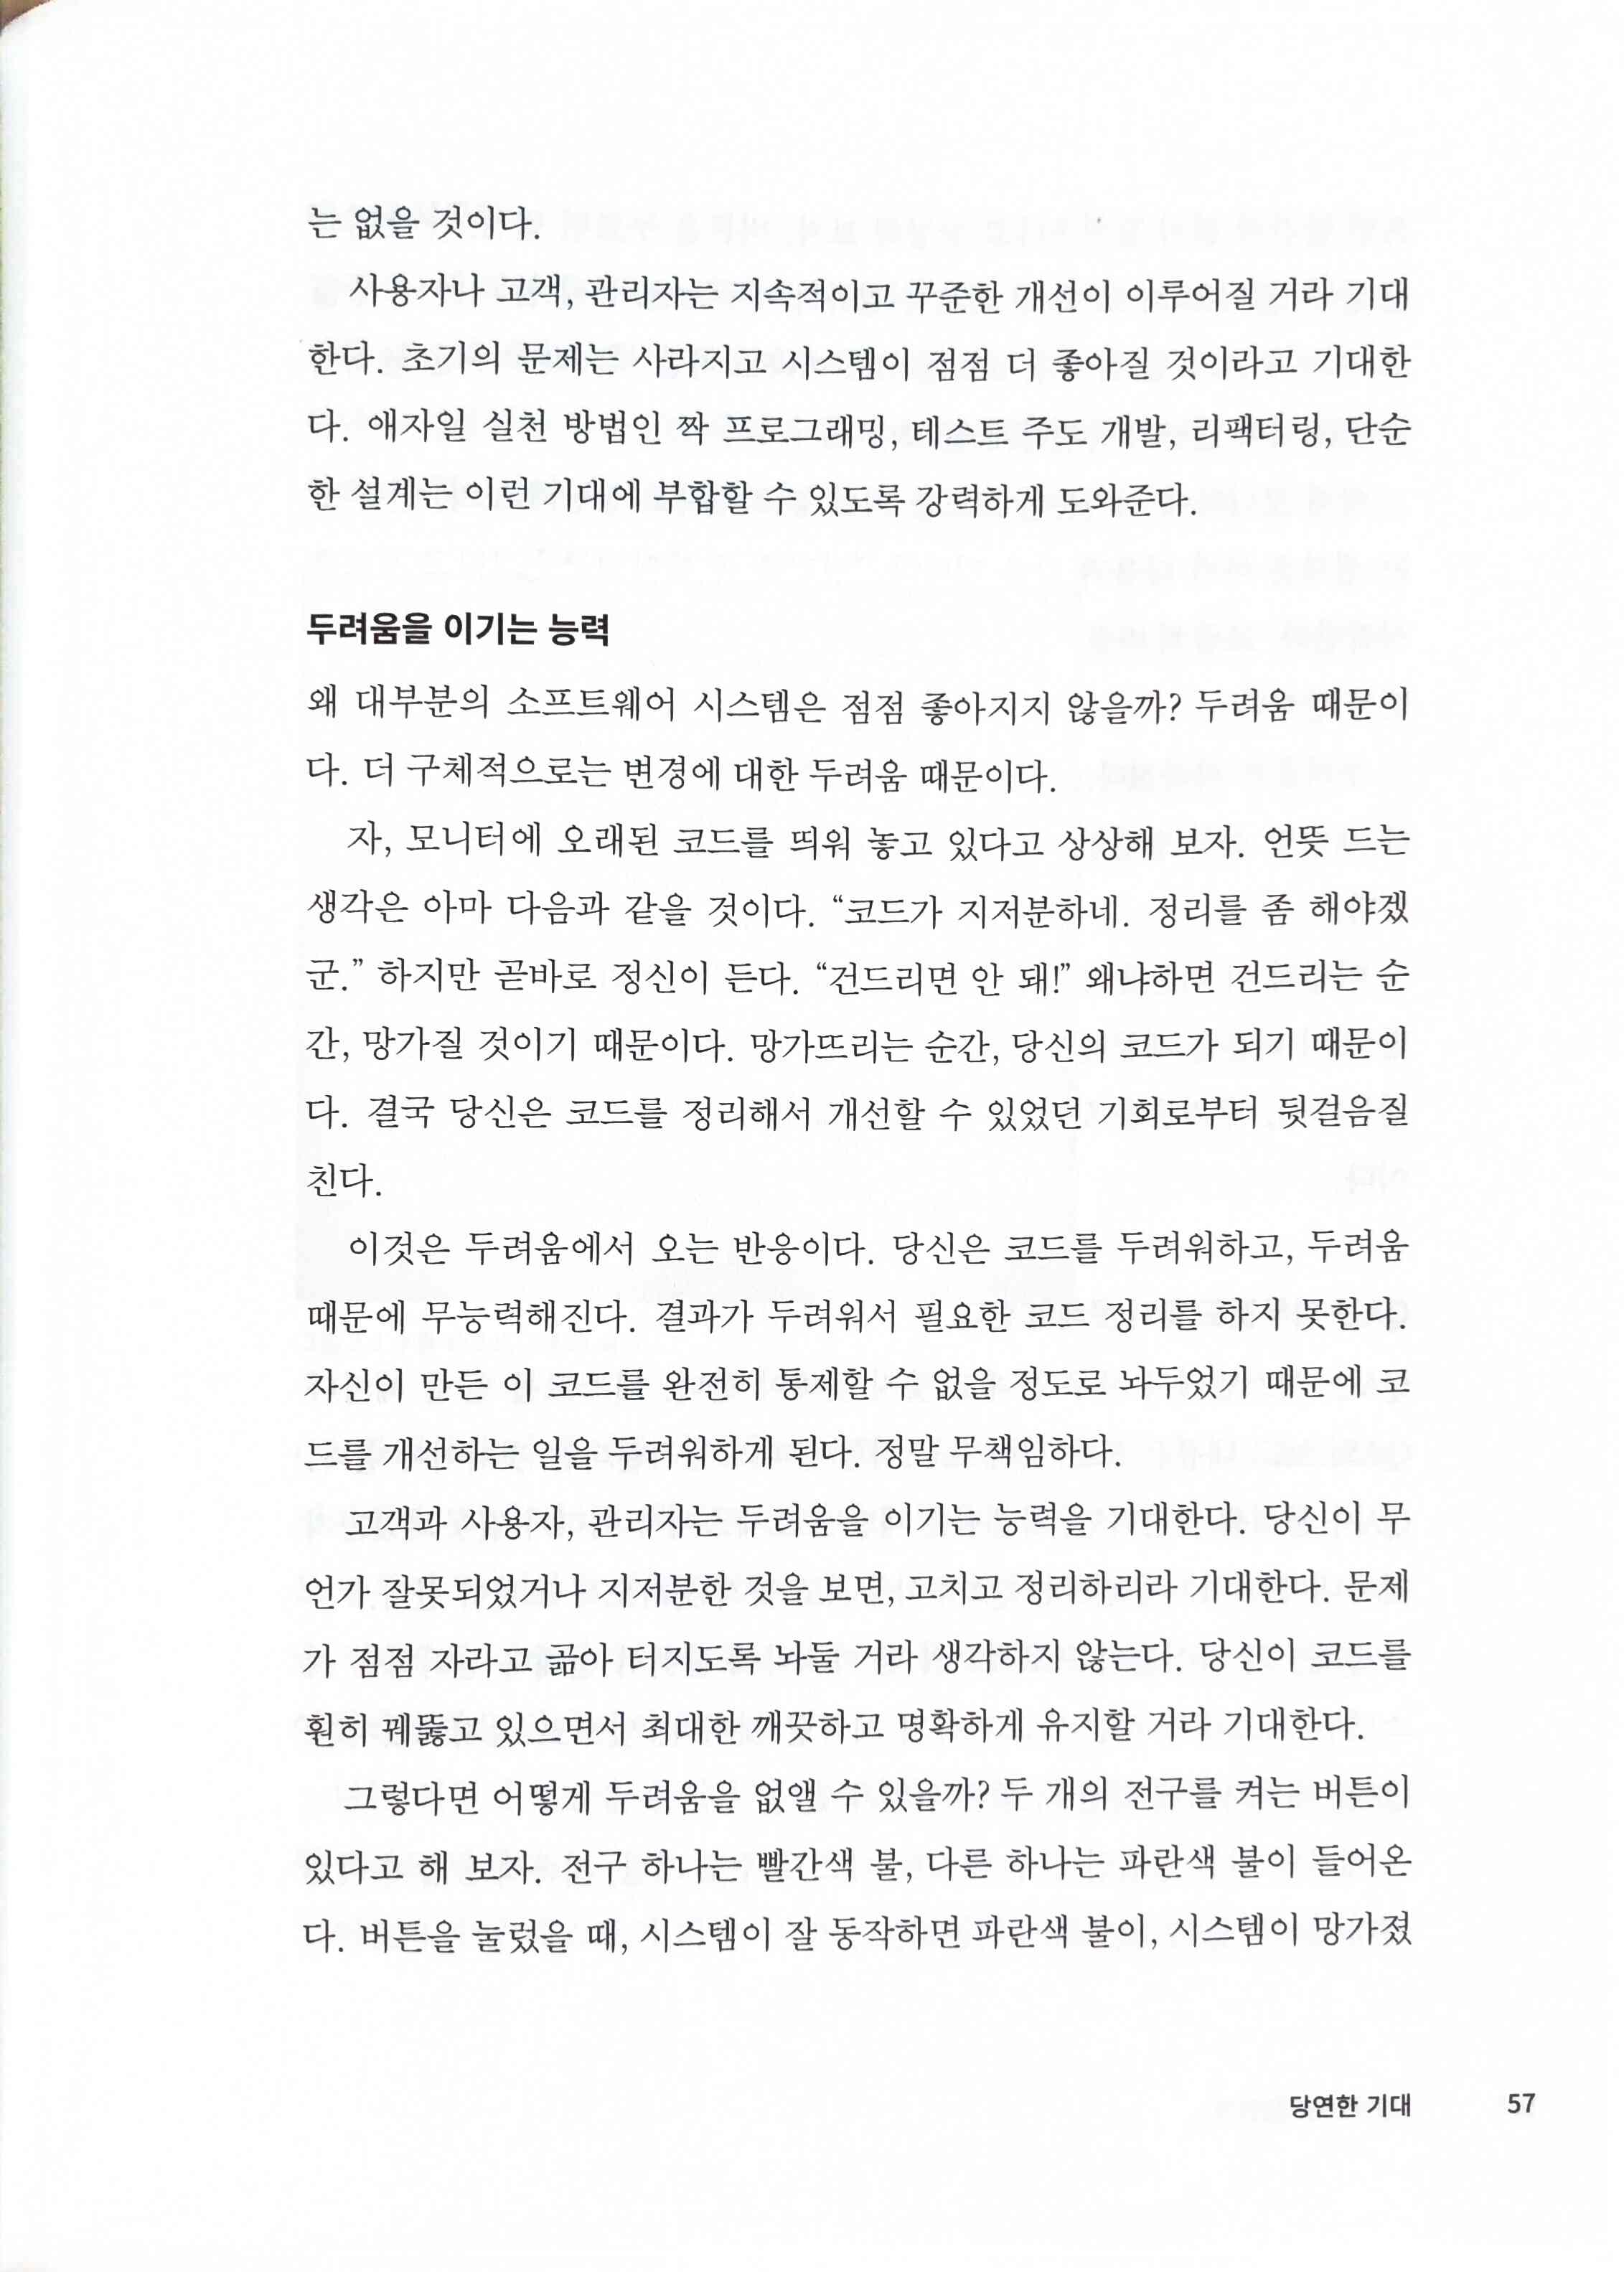 는 없을 것이다.
사용자나 고객, 관리자는 지속적이고 꾸준한 개선이 이루어질 거라 기대
한다. 초기의 문제는 사라지고 시스템이 점점 더 좋아질 것이라고 기대한
다. 애자일 실천 방법인 짝 프로그래밍, 테스트 주도 개발, 리팩터링, 단순
한 설계는 이런 기대에 부합할 수 있도록 강력하게 도와준다.
두려움을 이기는 능력
왜 대부분의 소프트웨어 시스템은 점점 좋아지지 않을까? 두려움 때문이
다. 더 구체적으로는 변경에 대한 두려움 때문이다.
자, 모니터에 오래된 코드를 띄워 놓고 있다고 상상해 보자. 언뜻 드는
생각은 아마 다음과 같을 것이다. “코드가 지저분하네. 정리를 좀 해야겠
군.” 하지만 곧바로 정신이 든다. “건드리면 안 돼!” 왜냐하면 건드리는 순
간, 망가질 것이기 때문이다. 망가뜨리는 순간, 당신의 코드가 되기 때문이
다. 결국 당신은 코드를 정리해서 개선할 수 있었던 기회로부터 뒷걸음질
친다.
이것은 두려움에서 오는 반응이다. 당신은 코드를 두려워하고, 두려움
때문에 무능력해진다. 결과가 두려워서 필요한 코드 정리를 하지 못한다.
자신이 만든 이 코드를 완전히 통제할 수 없을 정도로 놔두었기 때문에 코
드를 개선하는 일을 두려워하게 된다. 정말 무책임하다.
고객과 사용자, 관리자는 두려움을 이기는 능력을 기대한다. 당신이 무
언가 잘못되었거나 지저분한 것을 보면, 고치고 정리하리라 기대한다. 문제
가 점점 자라고 곪아 터지도록 놔둘 거라 생각하지 않는다. 당신이 코드를
훤히 꿰뚫고 있으면서 최대한 깨끗하고 명확하게 유지할 거라 기대한다.
그렇다면 어떻게 두려움을 없앨 수 있을까? 두 개의 전구를 켜는 버튼이
있다고 해 보자. 전구 하나는 빨간색 불, 다른 하나는 파란색 불이 들어온
다. 버튼을 눌렀을 때, 시스템이 잘 동작하면 파란색 불이, 시스템이 망가졌
당연한 기대 57